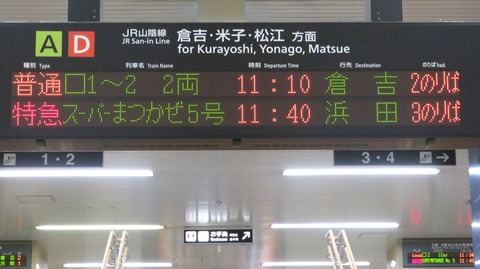 A D JR山陰線 倉吉・米子・松江 方面
JR San-in Line for Kurayoshi, Yonago, Matsue
種別 Type 列車名 Train Name 時刻 Departure Time 行先 Destination のりば Track
普通 □1～2 2両 11:10 倉吉 2のりば
特急 スーパーまつかぜ5号 11:40 浜田 3のりば
1・2 3・4 →